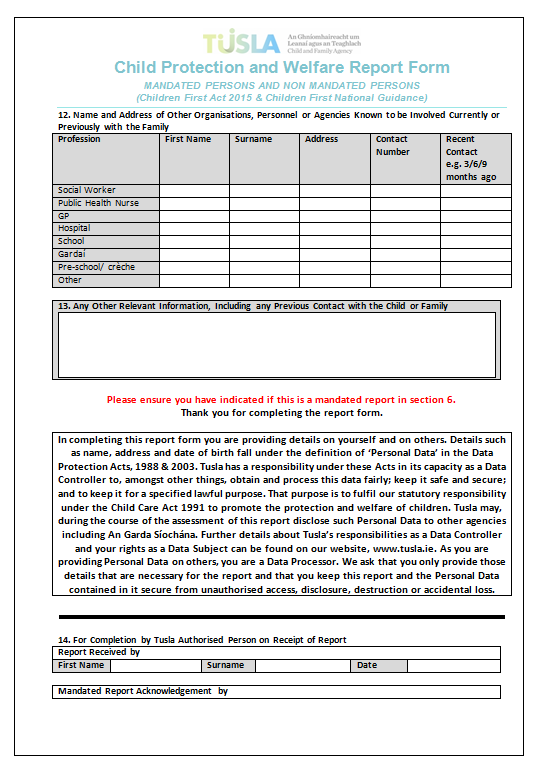 TUSLA
An Ghníomhaireacht um
Leanaí agus an Teaghlach
Child and Family Agency
Child Protection and Welfare Report Form
MANDATED PERSONS AND NON MANDATED PERSONS
(Children First Act 2015 & Children First National Guidance)
12. Name and Address of Other Organisations, Personnel or Agencies Known to be Involved Currently or
Previously with the Family
Profession First Name Surname Address Contact Number Recent Contact e.g. 3/6/9 months ago
Social Worker
Public Health Nurse
GP
Hospital
School
Gardaí
Pre-school/ crèche
Other
13. Any Other Relevant Information, Including any Previous Contact with the Child or Family
Please ensure you have indicated if this is a mandated report in section 6.
Thank you for completing the report form.
In completing this report form you are providing details on yourself and on others. Details such
as name, address and date of birth fall under the definition of ‘Personal Data’ in the Data
Protection Acts, 1988 & 2003. Tusla has a responsibility under these Acts in its capacity as a Data
Controller to, amongst other things, obtain and process this data fairly; keep it safe and secure;
and to keep it for a specified lawful purpose. That purpose is to fulfil our statutory responsibility
under the Child Care Act 1991 to promote the protection and welfare of children. Tusla may,
during the course of the assessment of this report disclose such Personal Data to other agencies
including An Garda Síochána. Further details about Tusla’s responsibilities as a Data Controller
and your rights as a Data Subject can be found on our website, www.tusla.ie. As you are
providing Personal Data on others, you are a Data Processor. We ask that you only provide those
details that are necessary for the report and that you keep this report and the Personal Data
contained in it secure from unauthorised access, disclosure, destruction or accidental loss.
14. For Completion by Tusla Authorised Person on Receipt of Report
Report Received by
First Name Surname Date
Mandated Report Acknowledgement by